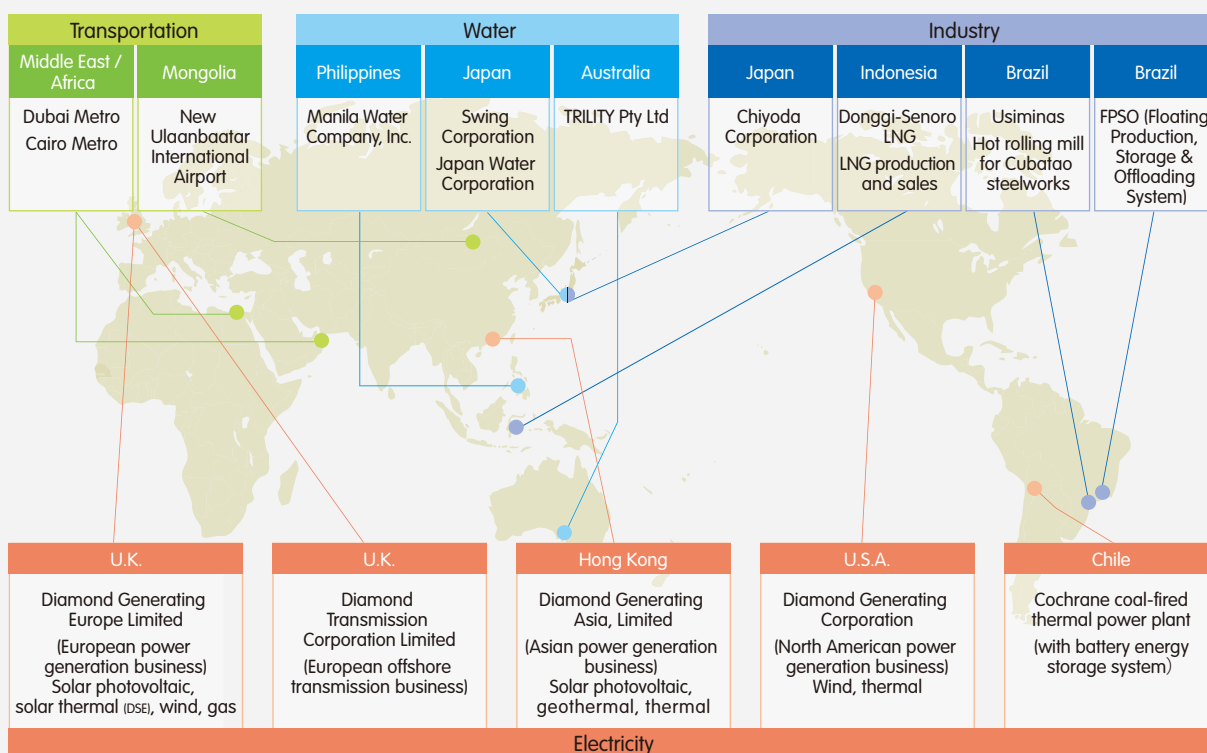 Transportation
Water
Industry
Middle East /
Africa
Mongolia
Philippines
Japan
Australia
Japan
Indonesia
Brazil
Brazil
Dubai Metro
Cairo Metro
New
Ulaanbaatar
International
Airport
Manila Water
Company, Inc.
Swing
Corporation
Japan Water
Corporation
TRILITY Pty Ltd
Chiyoda
Corporation
Donggi-Senoro
LNG
LNG production
and sales
Usiminas
Hot rolling mill
for Cubatao
steelworks
FPSO (Floating
Production,
Storage &
Offloading
System)
U.K.
Diamond Generating
Europe Limited
(European power
generation business)
Solar photovoltaic,
solar thermal (DSE), wind, gas
U.K.
Diamond
Transmission
Corporation Limited
(European offshore
transmission business)
Hong Kong
Diamond Generating
Asia, Limited
(Asian power generation
business)
Solar photovoltaic,
geothermal, thermal
U.S.A.
Diamond Generating
Corporation
(North American power
generation business)
Wind, thermal
Chile
Cochrane coal-fired
thermal power plant
(with battery energy
storage system)
Electricity